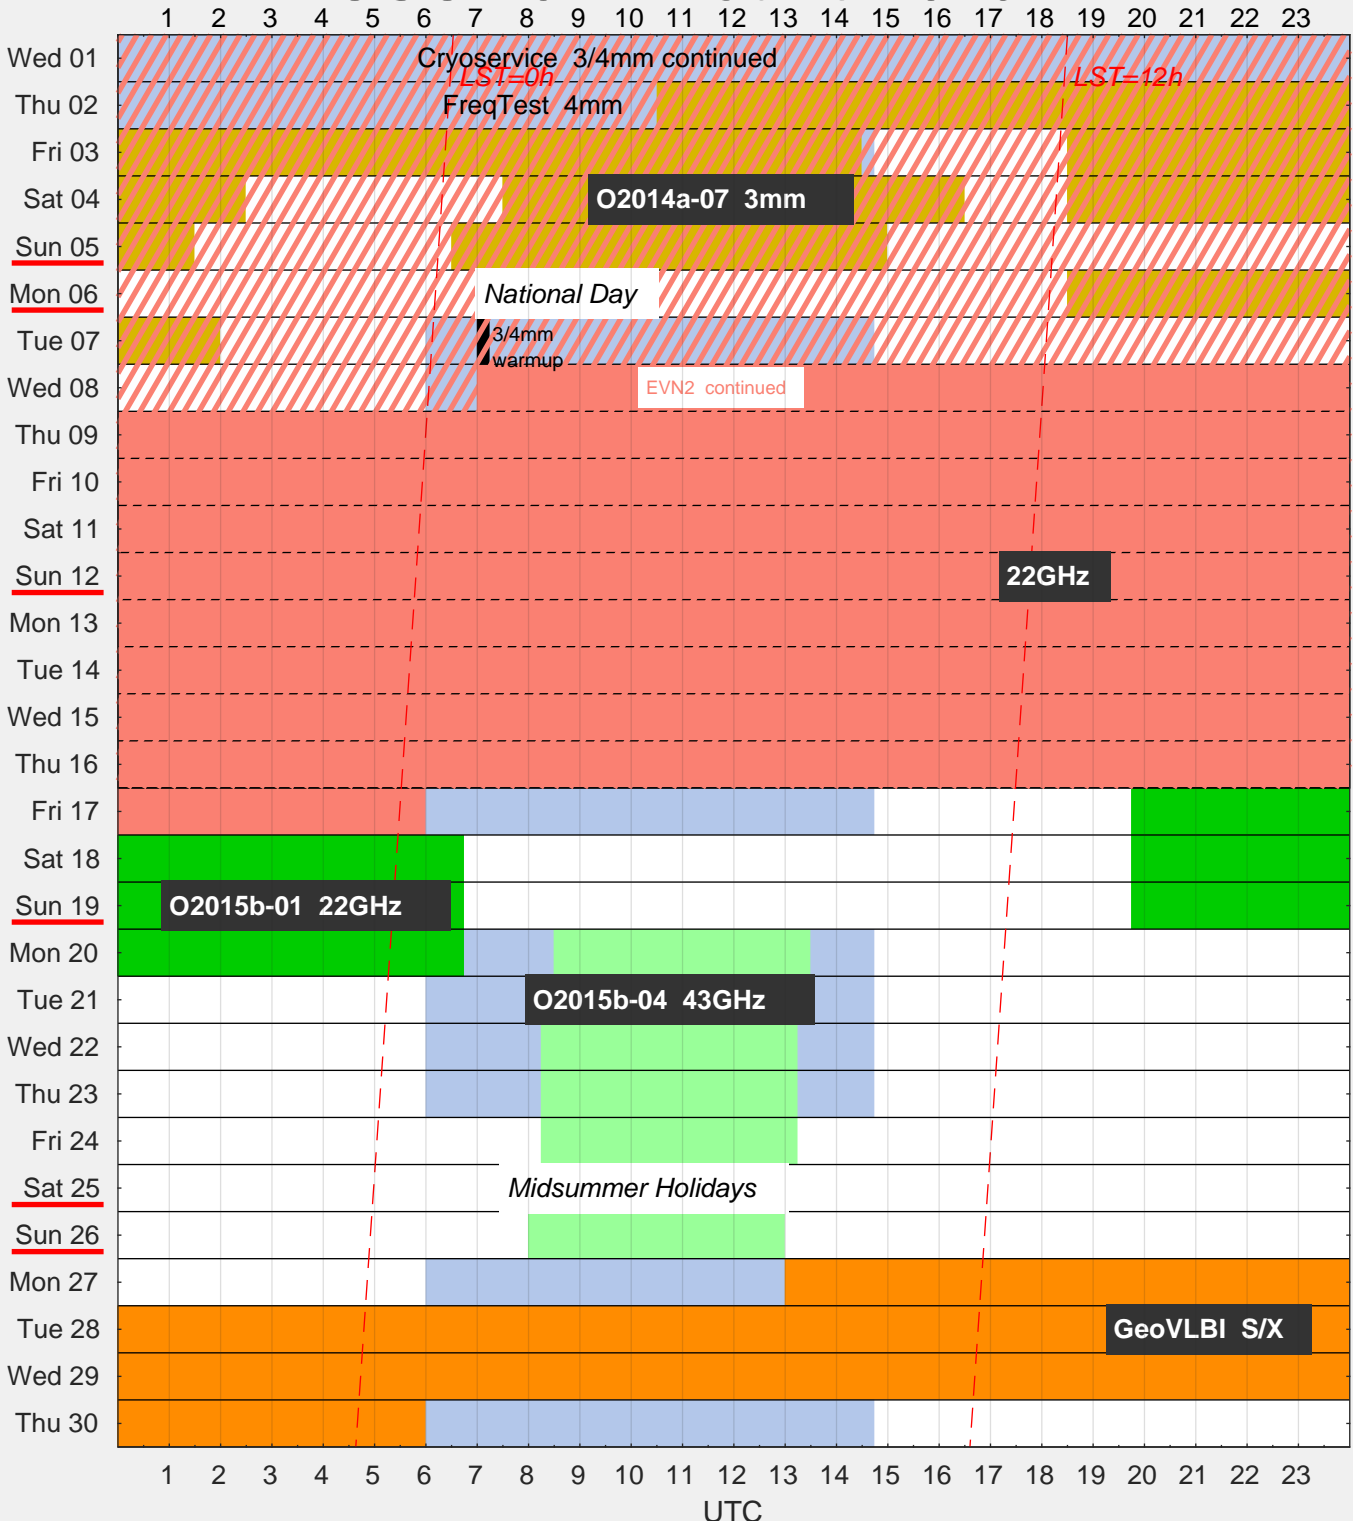 1 2 3 4 5 6 7 8 9 10 11 12 13 14 15 16 17 18 19 20 21 22 23
Wed 01
Cryoservice 3/4mm continued
LST=0h
LST=12h
Thu 02
FreqTest 4mm
Fri 03
Sat 04
O2014a-07 3mm
Sun 05
Mon 06
National Day
Tue 07
3/4mm
warmup
Wed 08
EVN2 continued
Thu 09
Fri 10
Sat 11
Sun 12
22GHz
Mon 13
Tue 14
Wed 15
Thu 16
Fri 17
Sat 18
Sun 19
O2015b-01 22GHz
Mon 20
Tue 21
O2015b-04 43GHz
Wed 22
Thu 23
Fri 24
Sat 25
Midsummer Holidays
Sun 26
Mon 27
Tue 28
GeoVLBI S/X
Wed 29
Thu 30
1 2 3 4 5 6 7 8 9 10 11 12 13 14 15 16 17 18 19 20 21 22 23
UTC